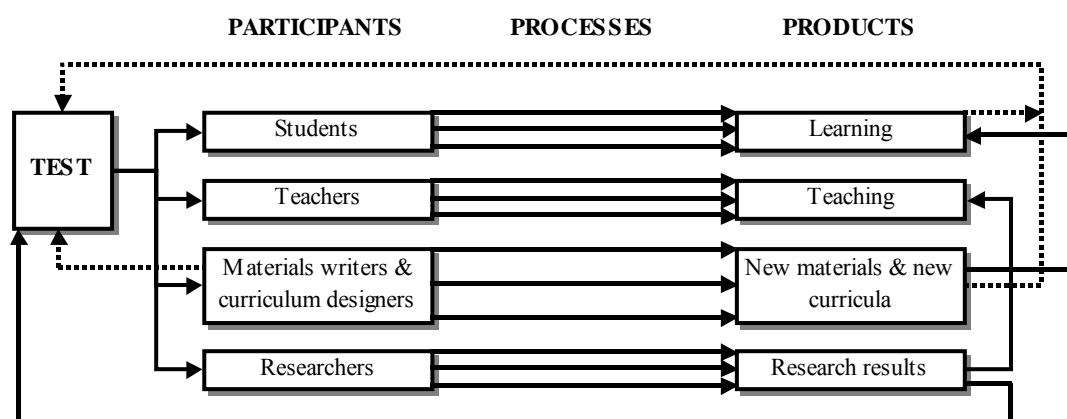 PARTICIPANTS PROCESSES PRODUCTS
TEST
Students
Learning
Teachers
Teaching
Materials writers &
curriculum designers
New materials & new
curricula
Researchers
Research results